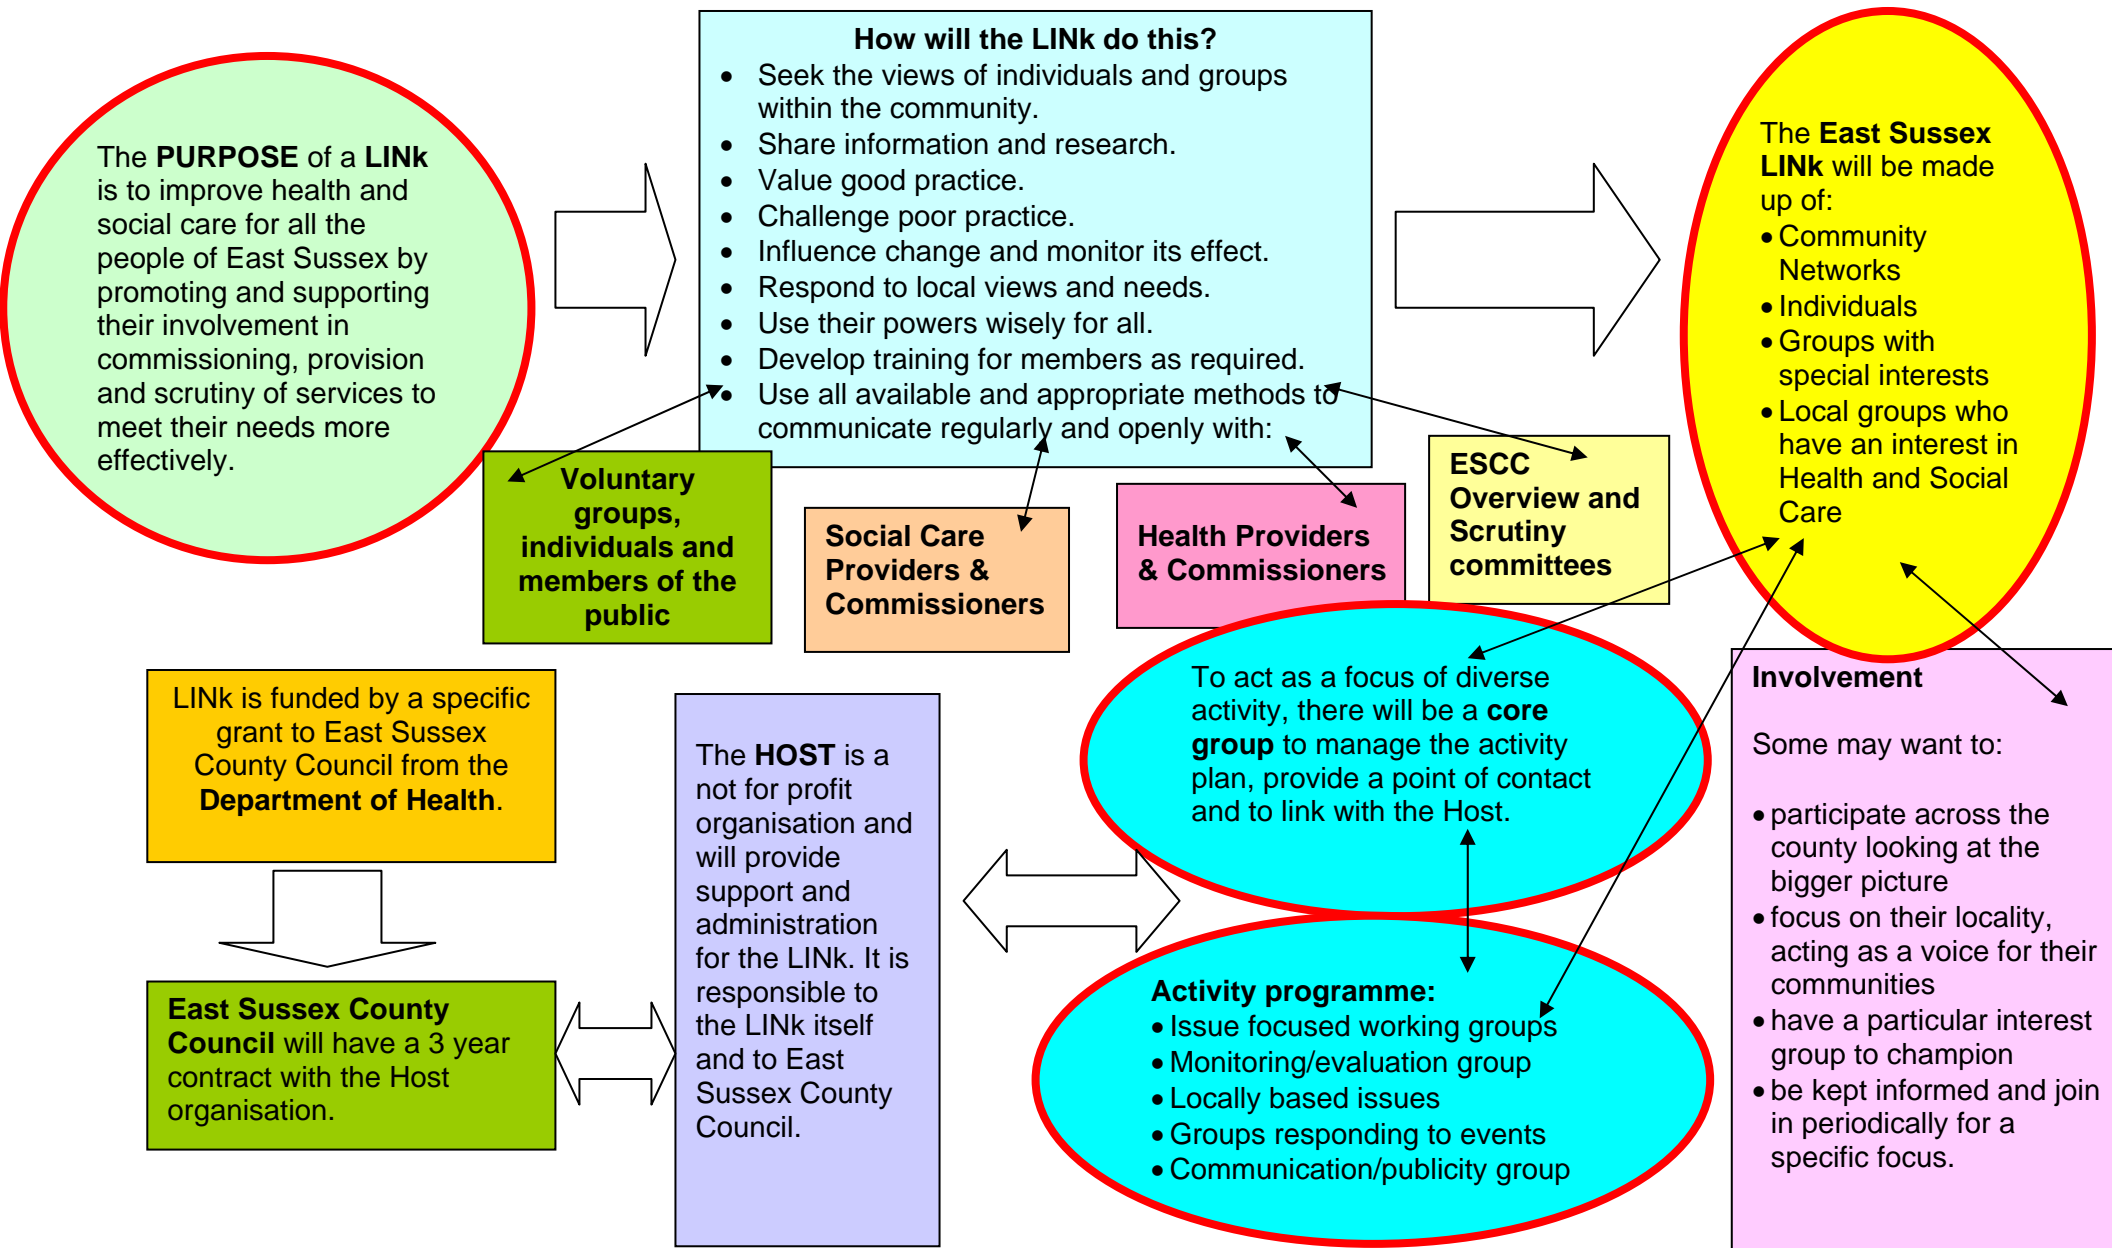 The PURPOSE of a LINk
is to improve health and
social care for all the
people of East Sussex by
promoting and supporting
their involvement in
commissioning, provision
and scrutiny of services to
meet their needs more
effectively.
How will the LINk do this?
• Seek the views of individuals and groups
within the community.
• Share information and research.
• Value good practice.
• Challenge poor practice.
• Influence change and monitor its effect.
• Respond to local views and needs.
• Use their powers wisely for all.
• Develop training for members as required.
• Use all available and appropriate methods to
communicate regularly and openly with:
The East Sussex
LINk will be made
up of:
• Community
Networks
• Individuals
• Groups with
special interests
• Local groups who
have an interest in
Health and Social
Care
Voluntary
groups,
individuals and
members of the
public
Social Care
Providers &
Commissioners
Health Providers
& Commissioners
ESCC
Overview and
Scrutiny
committees
LINk is funded by a specific
grant to East Sussex
County Council from the
Department of Health.
East Sussex County
Council will have a 3 year
contract with the Host
organisation.
The HOST is a
not for profit
organisation and
will provide
support and
administration
for the LINk. It is
responsible to
the LINk itself
and to East
Sussex County
Council.
To act as a focus of diverse
activity, there will be a core
group to manage the activity
plan, provide a point of contact
and to link with the Host.
Activity programme:
• Issue focused working groups
• Monitoring/evaluation group
• Locally based issues
• Groups responding to events
• Communication/publicity group
Involvement
Some may want to:
• participate across the
county looking at the
bigger picture
• focus on their locality,
acting as a voice for their
communities
• have a particular interest
group to champion
• be kept informed and join
in periodically for a
specific focus.